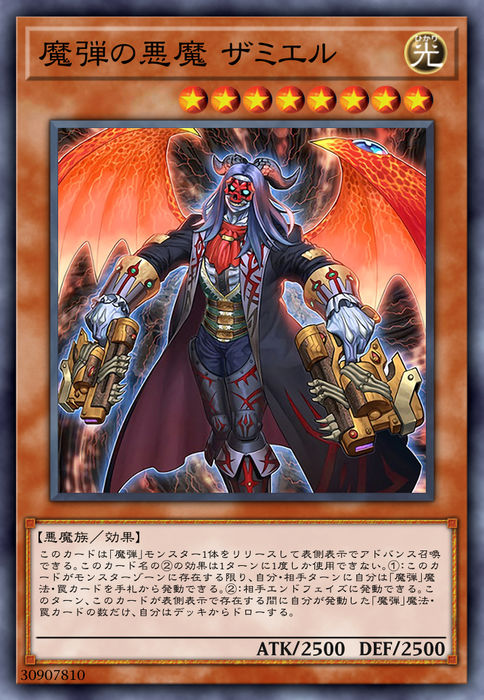 魔弾の悪魔 ザミエル
ひかり
光
【悪魔族／効果】
このカードは「魔弾」モンスター1体をリリースして表側表示でアドバンス召喚
できる。このカード名の②の効果は1ターンに1度しか使用できない。①：このカ
ードがモンスターゾーンに存在する限り、自分・相手ターンに自分は「魔弾」魔
法・罠カードを手札から発動できる。②：相手エンドフェイズに発動できる。こ
のターン、このカードが表側表示で存在する間に自分が発動した「魔弾」魔法・
罠カードの数だけ、自分はデッキからドローする。
ATK/2500 DEF/2500
30907810